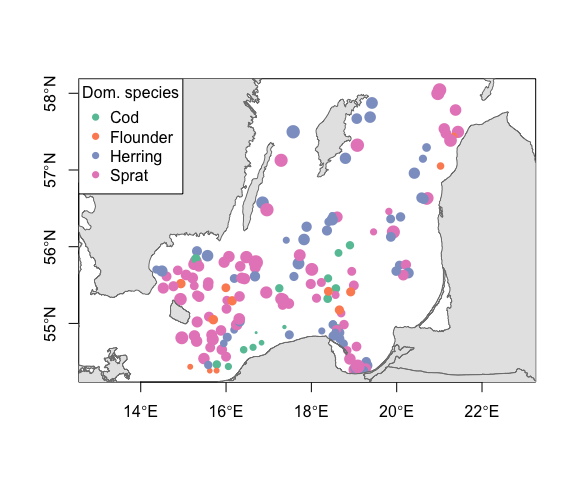 Dom. species
Cod
Flounder
Herring
Sprat
58°N
57°N
56°N
55°N
14°E 16°E 18°E 20°E 22°E